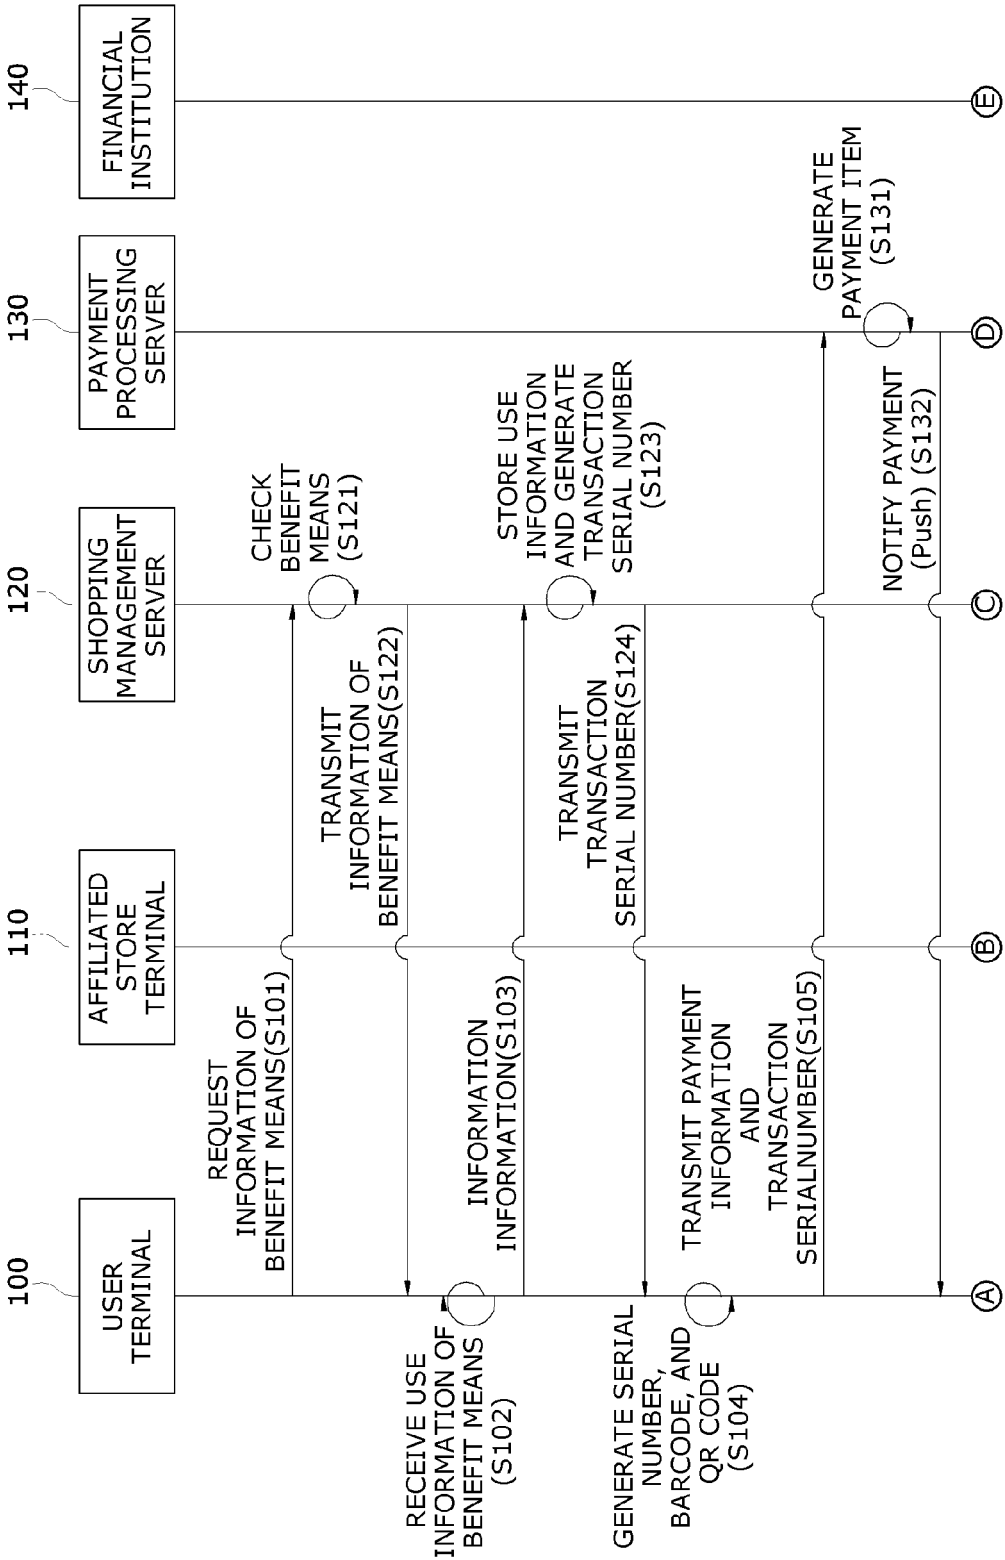 100
110
120
130
140
USER
TERMINAL
AFFILIATED
STORE
TERMINAL
SHOPPING
MANAGEMENT
SERVER
PAYMENT
PROCESSING
SERVER
FINANCIAL
INSTITUTION
REQUEST
INFORMATION OF
BENEFIT MEANS(S101)
CHECK
BENEFIT
MEANS
(S121)
TRANSMIT
INFORMATION OF
BENEFIT MEANS(S122)
RECEIVE USE
INFORMATION OF
BENEFIT MEANS
(S102)
INFORMATION
INFORMATION(S103)
STORE USE
INFORMATION
AND GENERATE
TRANSACTION
SERIAL NUMBER
(S123)
TRANSMIT
TRANSACTION
SERIAL NUMBER(S124)
GENERATE SERIAL
NUMBER,
BARCODE, AND
QR CODE
(S104)
TRANSMIT PAYMENT
INFORMATION
AND
TRANSACTION
SERIALNUMBER(S105)
GENERATE
PAYMENT ITEM
(S131)
NOTIFY PAYMENT
(Push) (S132)
A
B
C
D
E